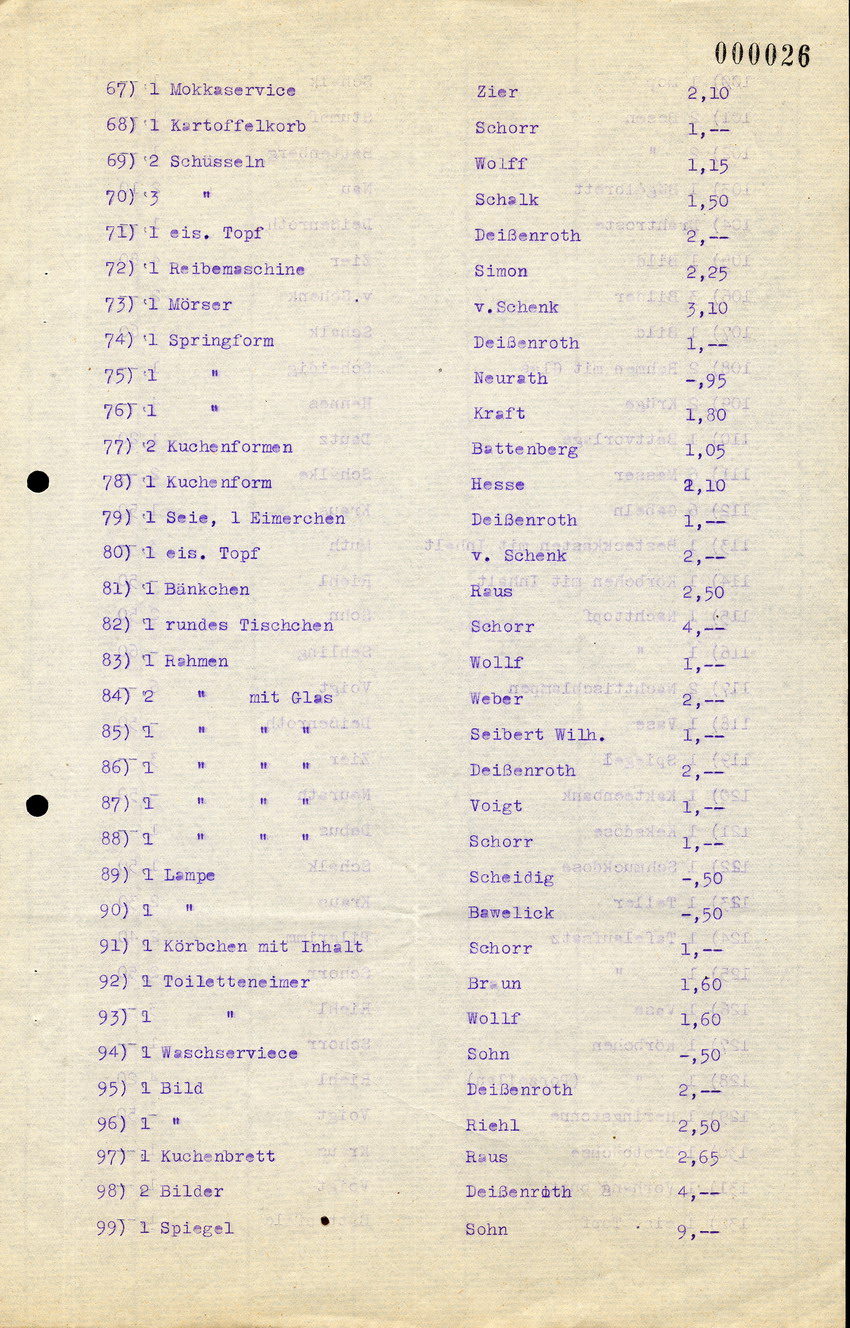 000026
67) 1 Mokkaservice Zier 2,10
68) 1 Kartoffelkorb Schorr 1,--
69) 2 Schüsseln Wolff 1,15
70) 3 " Schalk 1,50
71) 1 eis. Topf Deißenroth 2,--
72) 1 Reibemaschine Simon 2,25
73) 1 Mörser v.Schenk 3,10
74) 1 Springform Deißenroth 1,--
75) 1 " Neurath -,95
76) 1 " Kraft 1,80
77) 2 Kuchenformen Battenberg 1,05
78) 1 Kuchenform Hesse 2,10
79) 1 Seie, 1 Eimerchen Deißenroth 1,--
80) 1 eis. Topf v. Schenk 2,--
81) 1 Bänkchen Raus 2,50
82) 1 rundes Tischchen Schorr 4,--
83) 1 Rahmen Wollf 1,--
84) 2 " mit Glas Weber 2,--
85) 1 " " " Seibert Wilh. 1,--
86) 1 " " " Deißenroth 2,--
87) 1 " " " Voigt 1,--
88) 1 " " " Schorr 1,--
89) 1 Lampe Scheidig -,50
90) 1 " Bawelick -,50
91) 1 Körbchen mit Inhalt Schorr 1,--
92) 1 Toiletteneimer Braun 1,60
93) 1 " Wollf 1,60
94) 1 Waschserviece Sohn -,50
95) 1 Bild Deißenroth 2,--
96) 1 " Riehl 2,50
97) 1 Kuchenbrett Raus 2,65
98) 2 Bilder Deißenroth 4,--
99) 1 Spiegel Sohn 9,--